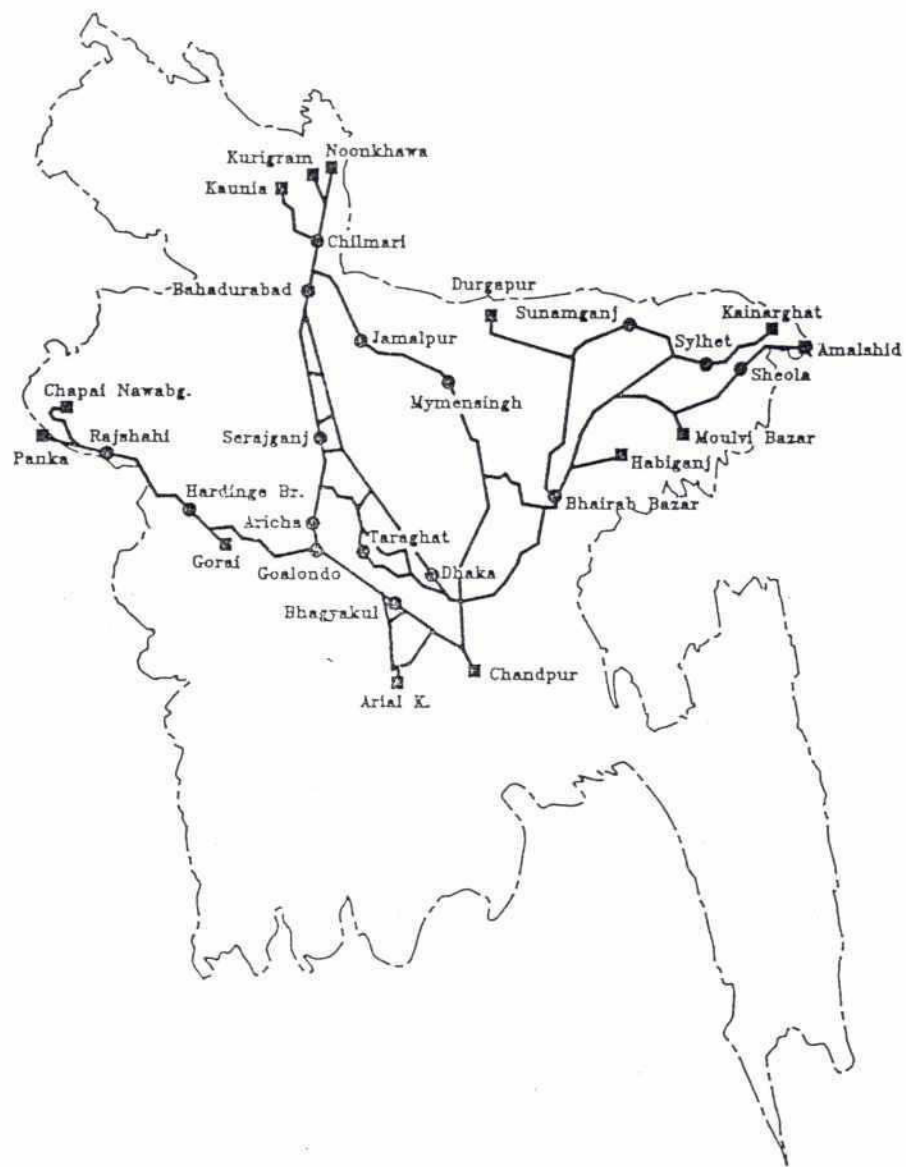 Noonkhawa
Kurigram
Kaunia
Chilmari
Durgapur
Bahadurabad
Sunamganj
Kainarghat
Jamalpur
Sylhet
Amalshid
Sheola
Chapai Nawabg.
Mymensingh
Rajshahi
Serajganj
Moulvi Bazar
Panka
Habiganj
Hardinge Br.
Bhairab Bazar
Aricha
Taraghat
Gorai
Goalondo
Dhaka
Bhagyakul
Chandpur
Arial K.